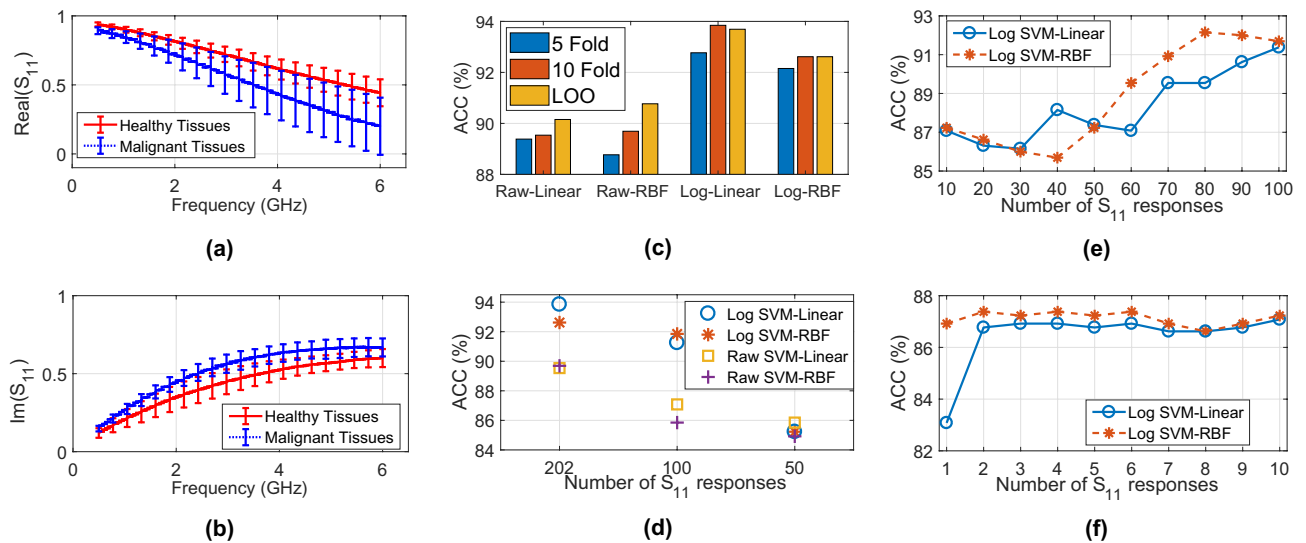 1
0.5
0
Real(S11)
Healthy Tissues
Malignant Tissues
0 2 4 6
Frequency (GHz)
(a)
94
92
90
88
ACC (%)
5 Fold
10 Fold
LOO
Raw-Linear Raw-RBF Log-Linear Log-RBF
(c)
93
91
89
87
85
ACC (%)
Log SVM-Linear
Log SVM-RBF
10 20 30 40 50 60 70 80 90 100
Number of S11 responses
(e)
1
0.5
0
Im(S11)
Healthy Tissues
Malignant Tissues
0 2 4 6
Frequency (GHz)
(b)
94
92
90
88
86
84
ACC (%)
Log SVM-Linear
Log SVM-RBF
Raw SVM-Linear
Raw SVM-RBF
202 100 50
Number of S11 responses
(d)
88
86
84
82
ACC (%)
Log SVM-Linear
Log SVM-RBF
1 2 3 4 5 6 7 8 9 10
Number of S11 responses
(f)